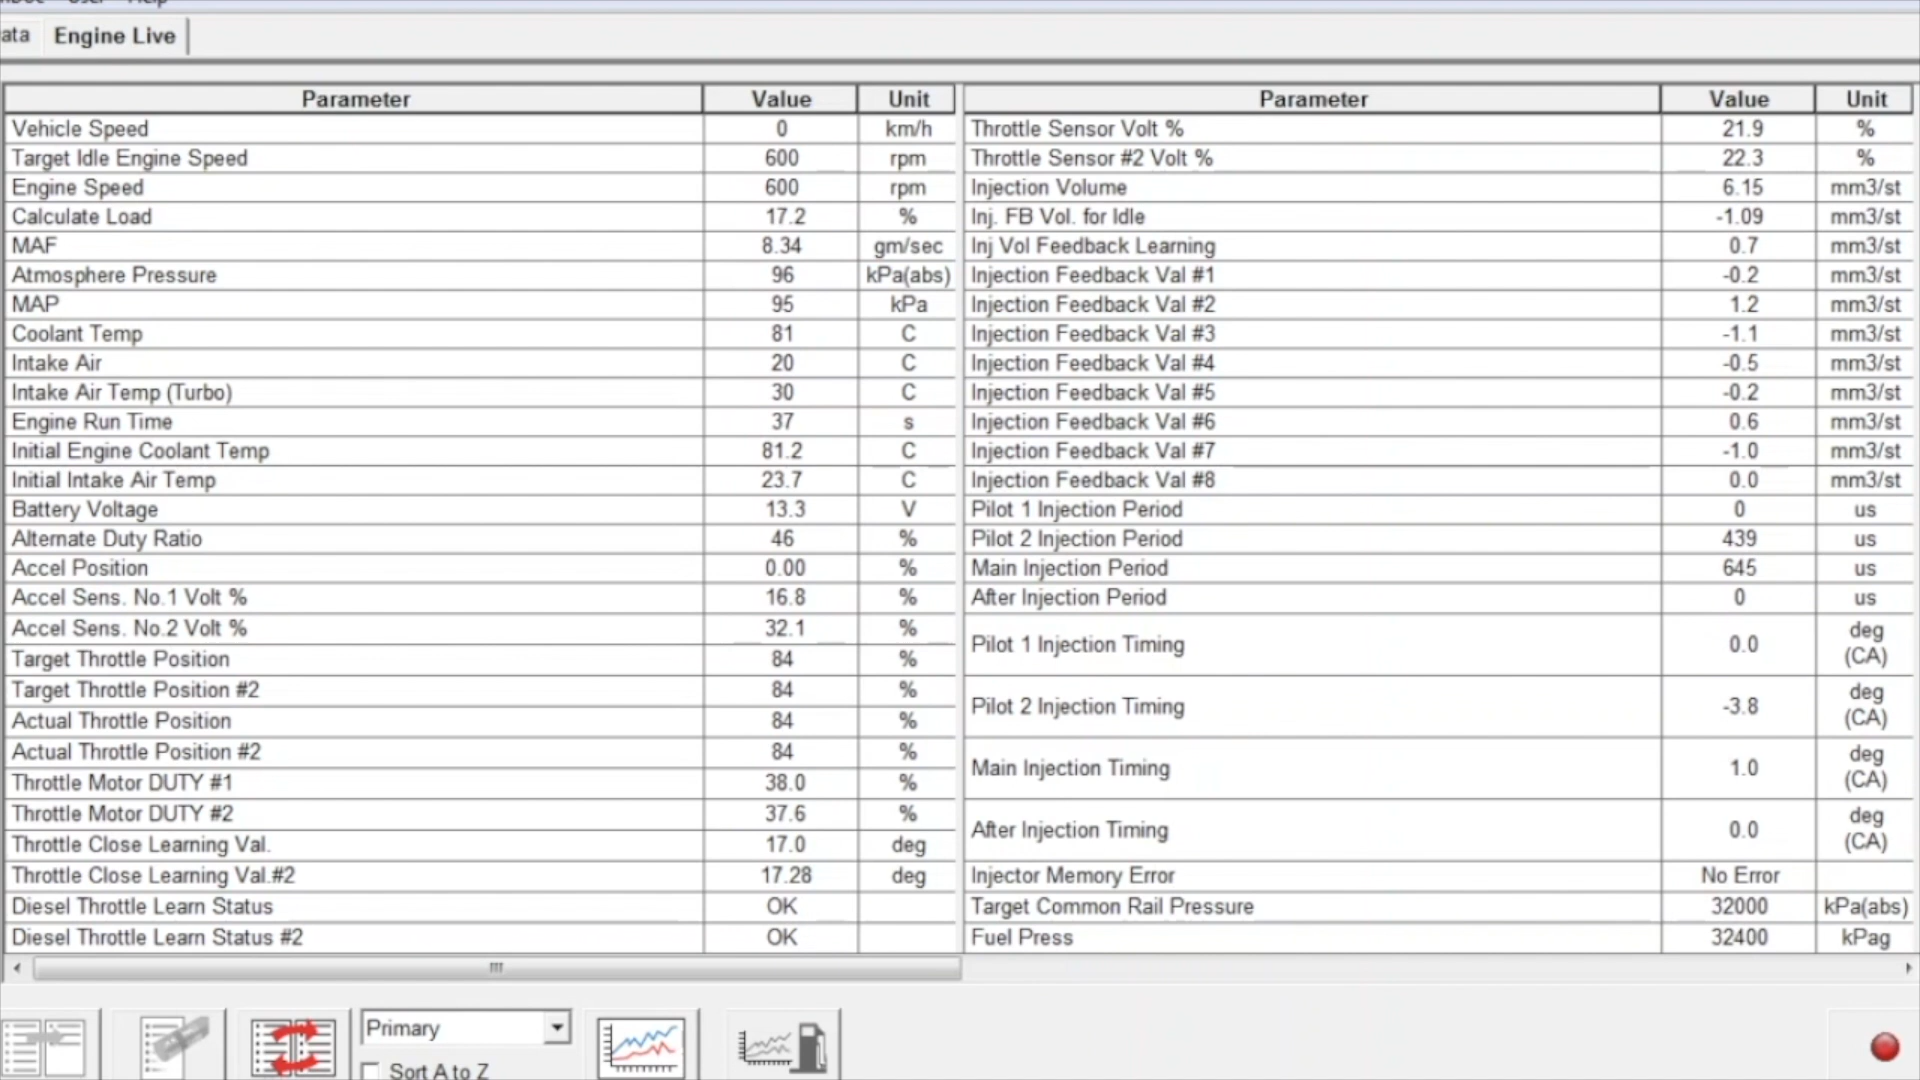 ata Engine Live
Parameter Value Unit Parameter Value Unit
Vehicle Speed 0 km/h Throttle Sensor Volt % 21.9 %
Target Idle Engine Speed 600 rpm Throttle Sensor #2 Volt % 22.3 %
Engine Speed 600 rpm Injection Volume 6.15 mm3/st
Calculate Load 17.2 % Inj. FB Vol. for Idle -1.09 mm3/st
MAF 8.34 gm/sec Inj Vol Feedback Learning 0.7 mm3/st
Atmosphere Pressure 96 kPa(abs) Injection Feedback Val #1 -0.2 mm3/st
MAP 95 kPa Injection Feedback Val #2 1.2 mm3/st
Coolant Temp 81 C Injection Feedback Val #3 -1.1 mm3/st
Intake Air 20 C Injection Feedback Val #4 -0.5 mm3/st
Intake Air Temp (Turbo) 30 C Injection Feedback Val #5 -0.2 mm3/st
Engine Run Time 37 s Injection Feedback Val #6 0.6 mm3/st
Initial Engine Coolant Temp 81.2 C Injection Feedback Val #7 -1.0 mm3/st
Initial Intake Air Temp 23.7 C Injection Feedback Val #8 0.0 mm3/st
Battery Voltage 13.3 V Pilot 1 Injection Period 0 us
Alternate Duty Ratio 46 % Pilot 2 Injection Period 439 us
Accel Position 0.00 % Main Injection Period 645 us
Accel Sens. No.1 Volt % 16.8 % After Injection Period 0 us
Accel Sens. No.2 Volt % 32.1 % Pilot 1 Injection Timing 0.0 deg (CA)
Target Throttle Position 84 %
Target Throttle Position #2 84 % Pilot 2 Injection Timing -3.8 deg (CA)
Actual Throttle Position 84 %
Actual Throttle Position #2 84 % Main Injection Timing 1.0 deg (CA)
Throttle Motor DUTY #1 38.0 %
Throttle Motor DUTY #2 37.6 % After Injection Timing 0.0 deg (CA)
Throttle Close Learning Val. 17.0 deg
Throttle Close Learning Val.#2 17.28 deg Injector Memory Error No Error
Diesel Throttle Learn Status OK Target Common Rail Pressure 32000 kPa(abs)
Diesel Throttle Learn Status #2 OK Fuel Press 32400 kPag
Primary
Sort A to Z